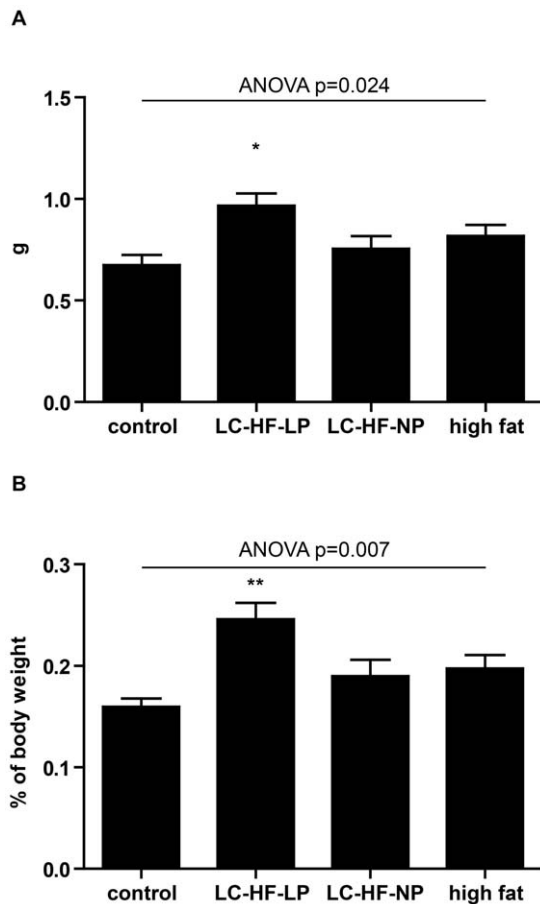 A
ANOVA p=0.024
*
1.5
1.0
0.5
0.0
g
control LC-HF-LP LC-HF-NP high fat
B
ANOVA p=0.007
**
0.3
0.2
0.1
0.0
% of body weight
control LC-HF-LP LC-HF-NP high fat